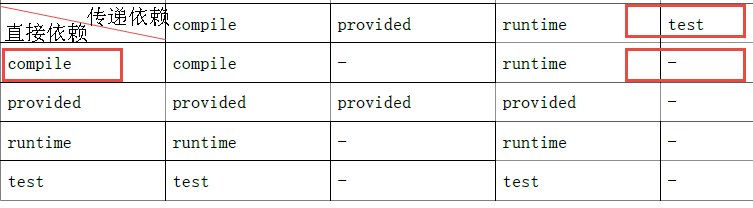 传递依赖
直接依赖 compile provided runtime test
compile compile - runtime -
provided provided provided provided -
runtime runtime - runtime -
test test - test -